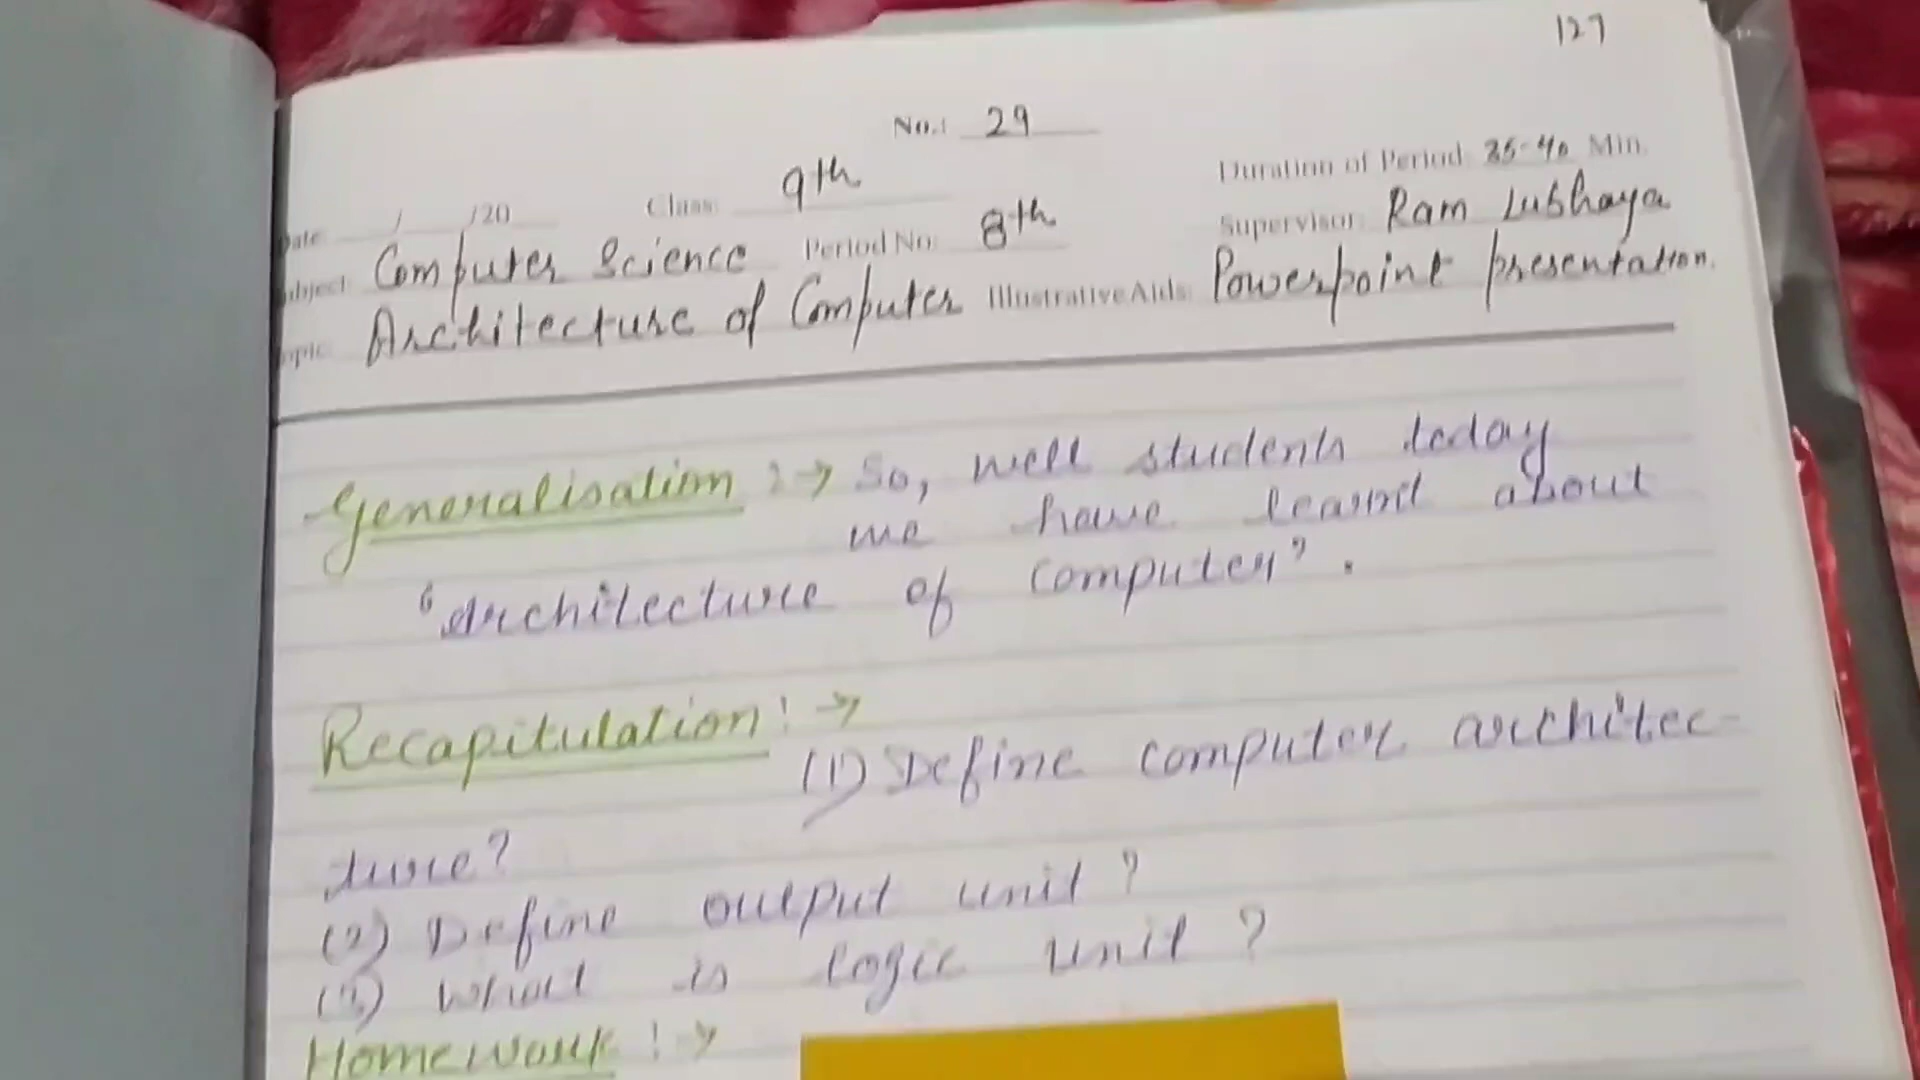 127
No.: 29
Date / /20 Class: 9th Duration of Period: 35-40 Min.
Subject: Computer Science Period No: 8th Supervisor: Ram Lubhaya
Topic: Architecture of Computer Illustrative Aids: Powerpoint presentation.
Generalisation :→ So, well students today
we have learnt about
"architecture of computer".
Recapitulation :→
(1) Define computer architec-
ture?
(2) Define output unit?
(3) What is logic unit?
Homework :→